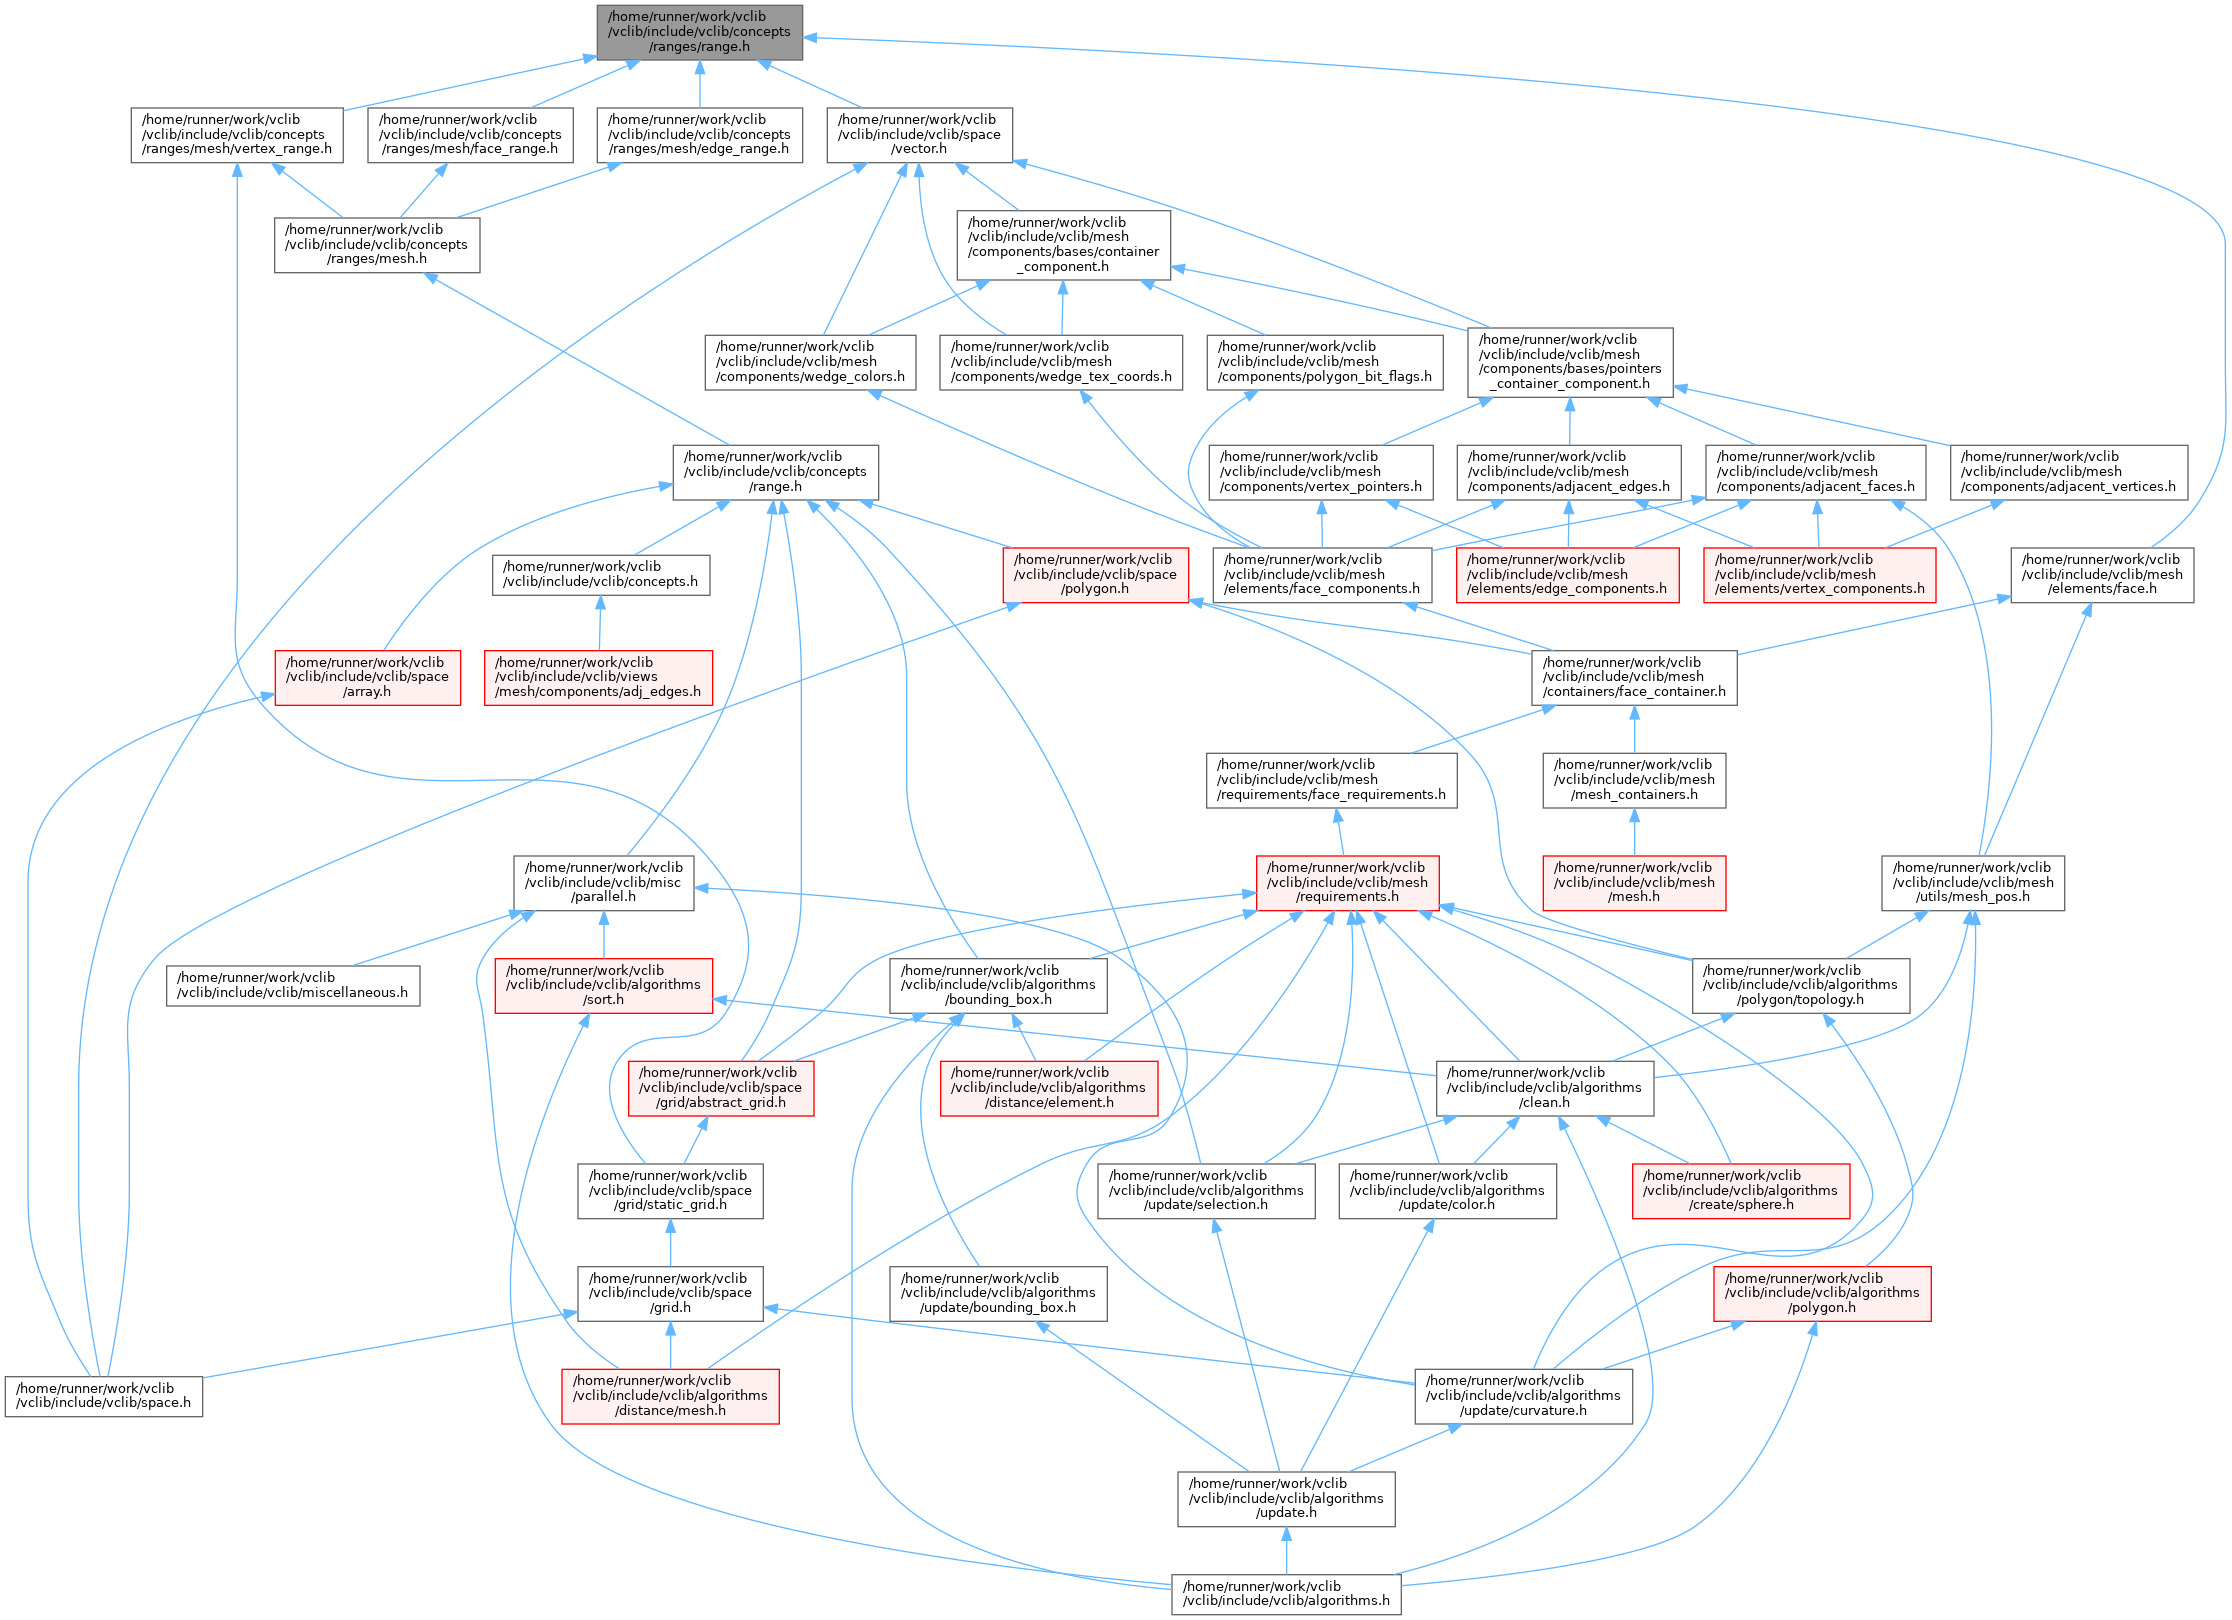 /home/runner/work/vclib
/vclib/include/vclib/concepts
/ranges/range.h
/home/runner/work/vclib
/vclib/include/vclib/concepts
/ranges/mesh/vertex_range.h
/home/runner/work/vclib
/vclib/include/vclib/concepts
/ranges/mesh/face_range.h
/home/runner/work/vclib
/vclib/include/vclib/concepts
/ranges/mesh/edge_range.h
/home/runner/work/vclib
/vclib/include/vclib/space
/vector.h
/home/runner/work/vclib
/vclib/include/vclib/concepts
/ranges/mesh.h
/home/runner/work/vclib
/vclib/include/vclib/mesh
/components/bases/container
_component.h
/home/runner/work/vclib
/vclib/include/vclib/mesh
/components/wedge_colors.h
/home/runner/work/vclib
/vclib/include/vclib/mesh
/components/wedge_tex_coords.h
/home/runner/work/vclib
/vclib/include/vclib/mesh
/components/polygon_bit_flags.h
/home/runner/work/vclib
/vclib/include/vclib/mesh
/components/bases/pointers
_container_component.h
/home/runner/work/vclib
/vclib/include/vclib/concepts
/range.h
/home/runner/work/vclib
/vclib/include/vclib/mesh
/components/vertex_pointers.h
/home/runner/work/vclib
/vclib/include/vclib/mesh
/components/adjacent_edges.h
/home/runner/work/vclib
/vclib/include/vclib/mesh
/components/adjacent_faces.h
/home/runner/work/vclib
/vclib/include/vclib/mesh
/components/adjacent_vertices.h
/home/runner/work/vclib
/vclib/include/vclib/concepts.h
/home/runner/work/vclib
/vclib/include/vclib/space
/polygon.h
/home/runner/work/vclib
/vclib/include/vclib/mesh
/elements/face_components.h
/home/runner/work/vclib
/vclib/include/vclib/mesh
/elements/edge_components.h
/home/runner/work/vclib
/vclib/include/vclib/mesh
/elements/vertex_components.h
/home/runner/work/vclib
/vclib/include/vclib/mesh
/elements/face.h
/home/runner/work/vclib
/vclib/include/vclib/space
/array.h
/home/runner/work/vclib
/vclib/include/vclib/views
/mesh/components/adj_edges.h
/home/runner/work/vclib
/vclib/include/vclib/mesh
/containers/face_container.h
/home/runner/work/vclib
/vclib/include/vclib/mesh
/requirements/face_requirements.h
/home/runner/work/vclib
/vclib/include/vclib/mesh
/mesh_containers.h
/home/runner/work/vclib
/vclib/include/vclib/misc
/parallel.h
/home/runner/work/vclib
/vclib/include/vclib/mesh
/requirements.h
/home/runner/work/vclib
/vclib/include/vclib/mesh
/mesh.h
/home/runner/work/vclib
/vclib/include/vclib/mesh
/utils/mesh_pos.h
/home/runner/work/vclib
/vclib/include/vclib/miscellaneous.h
/home/runner/work/vclib
/vclib/include/vclib/algorithms
/sort.h
/home/runner/work/vclib
/vclib/include/vclib/algorithms
/bounding_box.h
/home/runner/work/vclib
/vclib/include/vclib/algorithms
/polygon/topology.h
/home/runner/work/vclib
/vclib/include/vclib/space
/grid/abstract_grid.h
/home/runner/work/vclib
/vclib/include/vclib/algorithms
/distance/element.h
/home/runner/work/vclib
/vclib/include/vclib/algorithms
/clean.h
/home/runner/work/vclib
/vclib/include/vclib/space
/grid/static_grid.h
/home/runner/work/vclib
/vclib/include/vclib/algorithms
/update/selection.h
/home/runner/work/vclib
/vclib/include/vclib/algorithms
/update/color.h
/home/runner/work/vclib
/vclib/include/vclib/algorithms
/create/sphere.h
/home/runner/work/vclib
/vclib/include/vclib/space
/grid.h
/home/runner/work/vclib
/vclib/include/vclib/algorithms
/update/bounding_box.h
/home/runner/work/vclib
/vclib/include/vclib/algorithms
/polygon.h
/home/runner/work/vclib
/vclib/include/vclib/space.h
/home/runner/work/vclib
/vclib/include/vclib/algorithms
/distance/mesh.h
/home/runner/work/vclib
/vclib/include/vclib/algorithms
/update/curvature.h
/home/runner/work/vclib
/vclib/include/vclib/algorithms
/update.h
/home/runner/work/vclib
/vclib/include/vclib/algorithms.h